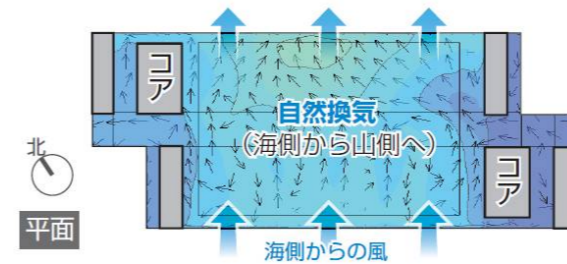 コア
自然換気
(海側から山側へ)
北
コア
平面
海側からの風